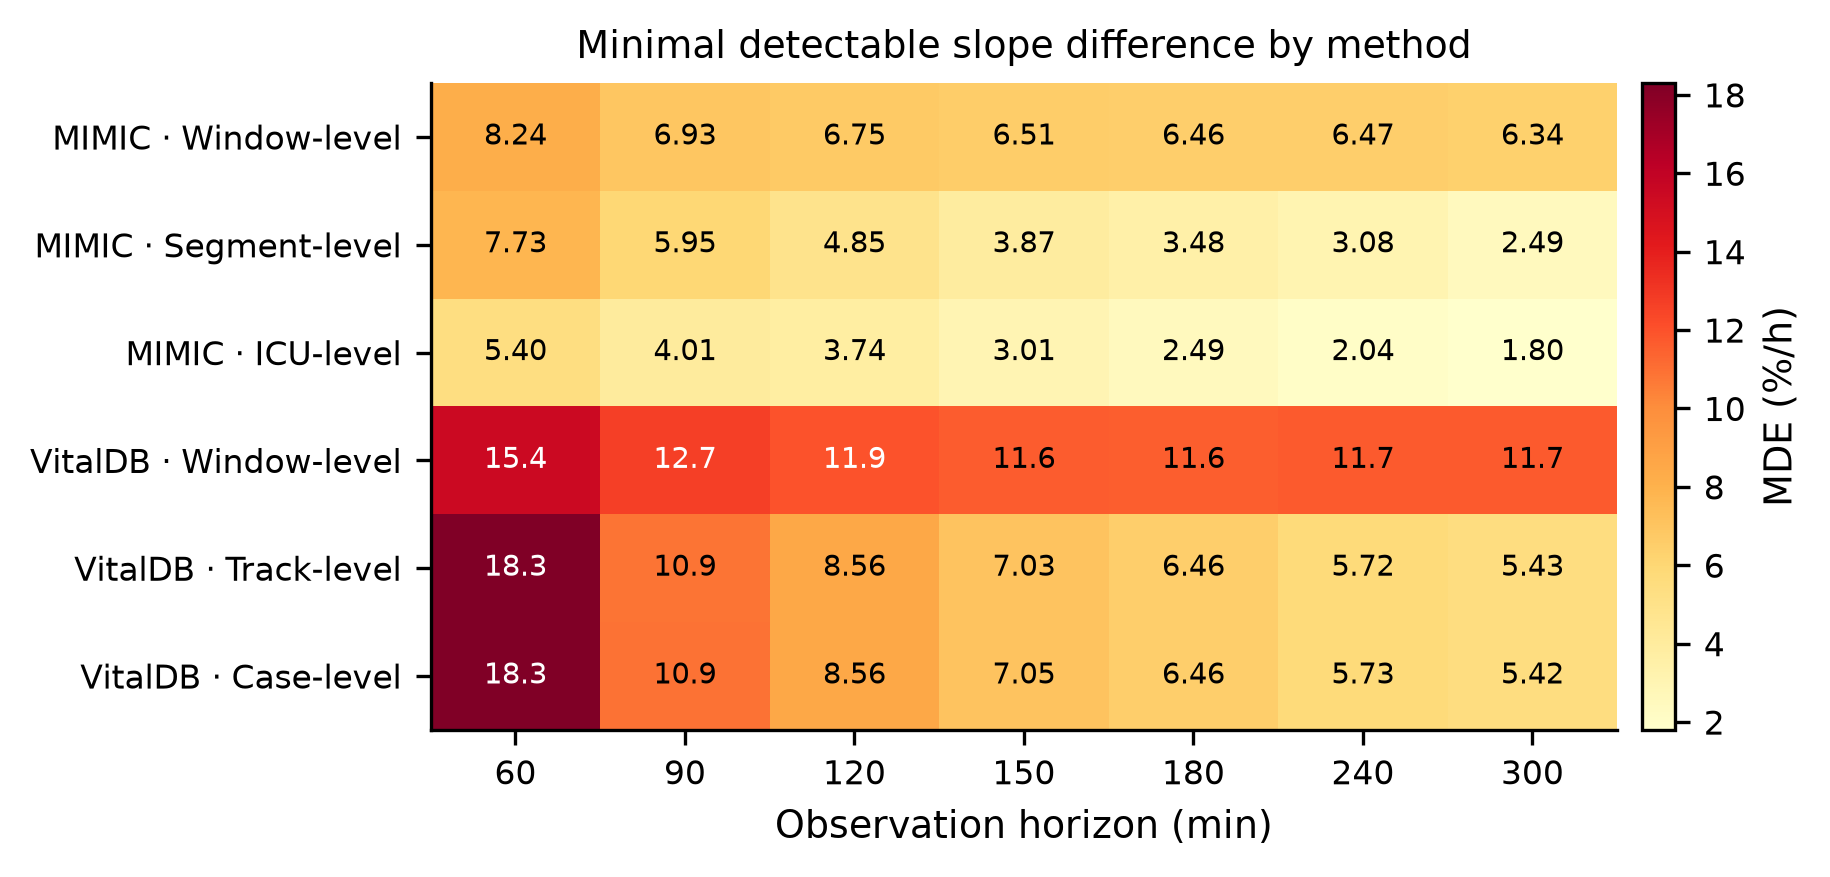 Minimal detectable slope difference by method
MIMIC · Window-level 8.24 6.93 6.75 6.51 6.46 6.47 6.34
MIMIC · Segment-level 7.73 5.95 4.85 3.87 3.48 3.08 2.49
MIMIC · ICU-level 5.40 4.01 3.74 3.01 2.49 2.04 1.80
VitalDB · Window-level 15.4 12.7 11.9 11.6 11.6 11.7 11.7
VitalDB · Track-level 18.3 10.9 8.56 7.03 6.46 5.72 5.43
VitalDB · Case-level 18.3 10.9 8.56 7.05 6.46 5.73 5.42
60 90 120 150 180 240 300
Observation horizon (min)
18
16
14
12
10
8
6
4
2
MDE (%/h)